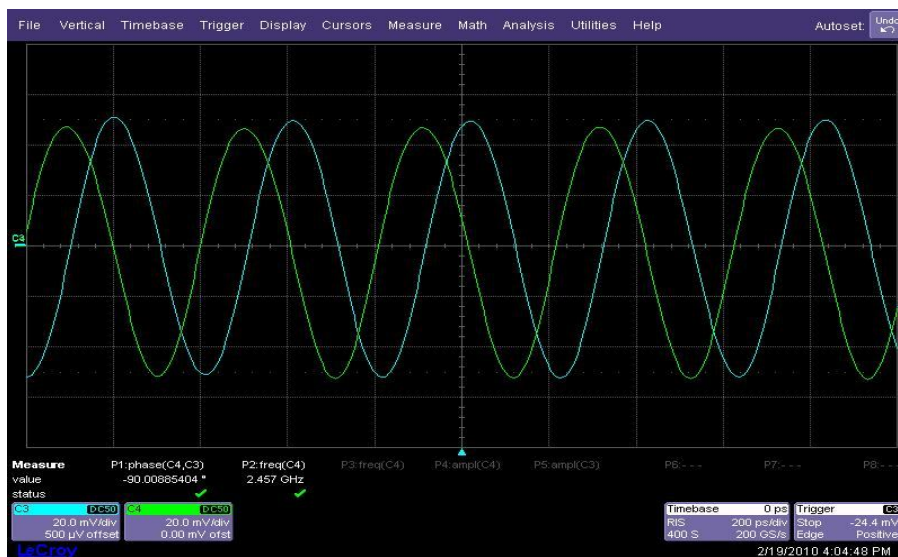 File Vertical Timebase Trigger Display Cursors Measure Math Analysis Utilities Help Autoset: Undo
C3
Measure P1:phase(C4,C3) P2:freq(C4) P3:freq(C4) P4:ampl(C4) P5:ampl(C3) P6:- - - P7:- - - P8:- - -
value -90.00885404 ° 2.457 GHz
status
C3 DC50 C4 DC50 Timebase 0 ps Trigger C3
20.0 mV/div 20.0 mV/div RIS 200 ps/div Stop -24.4 mV
500 µV offset 0.00 mV ofst 400 S 200 GS/s Edge Positive
LeCroy 2/19/2010 4:04:48 PM